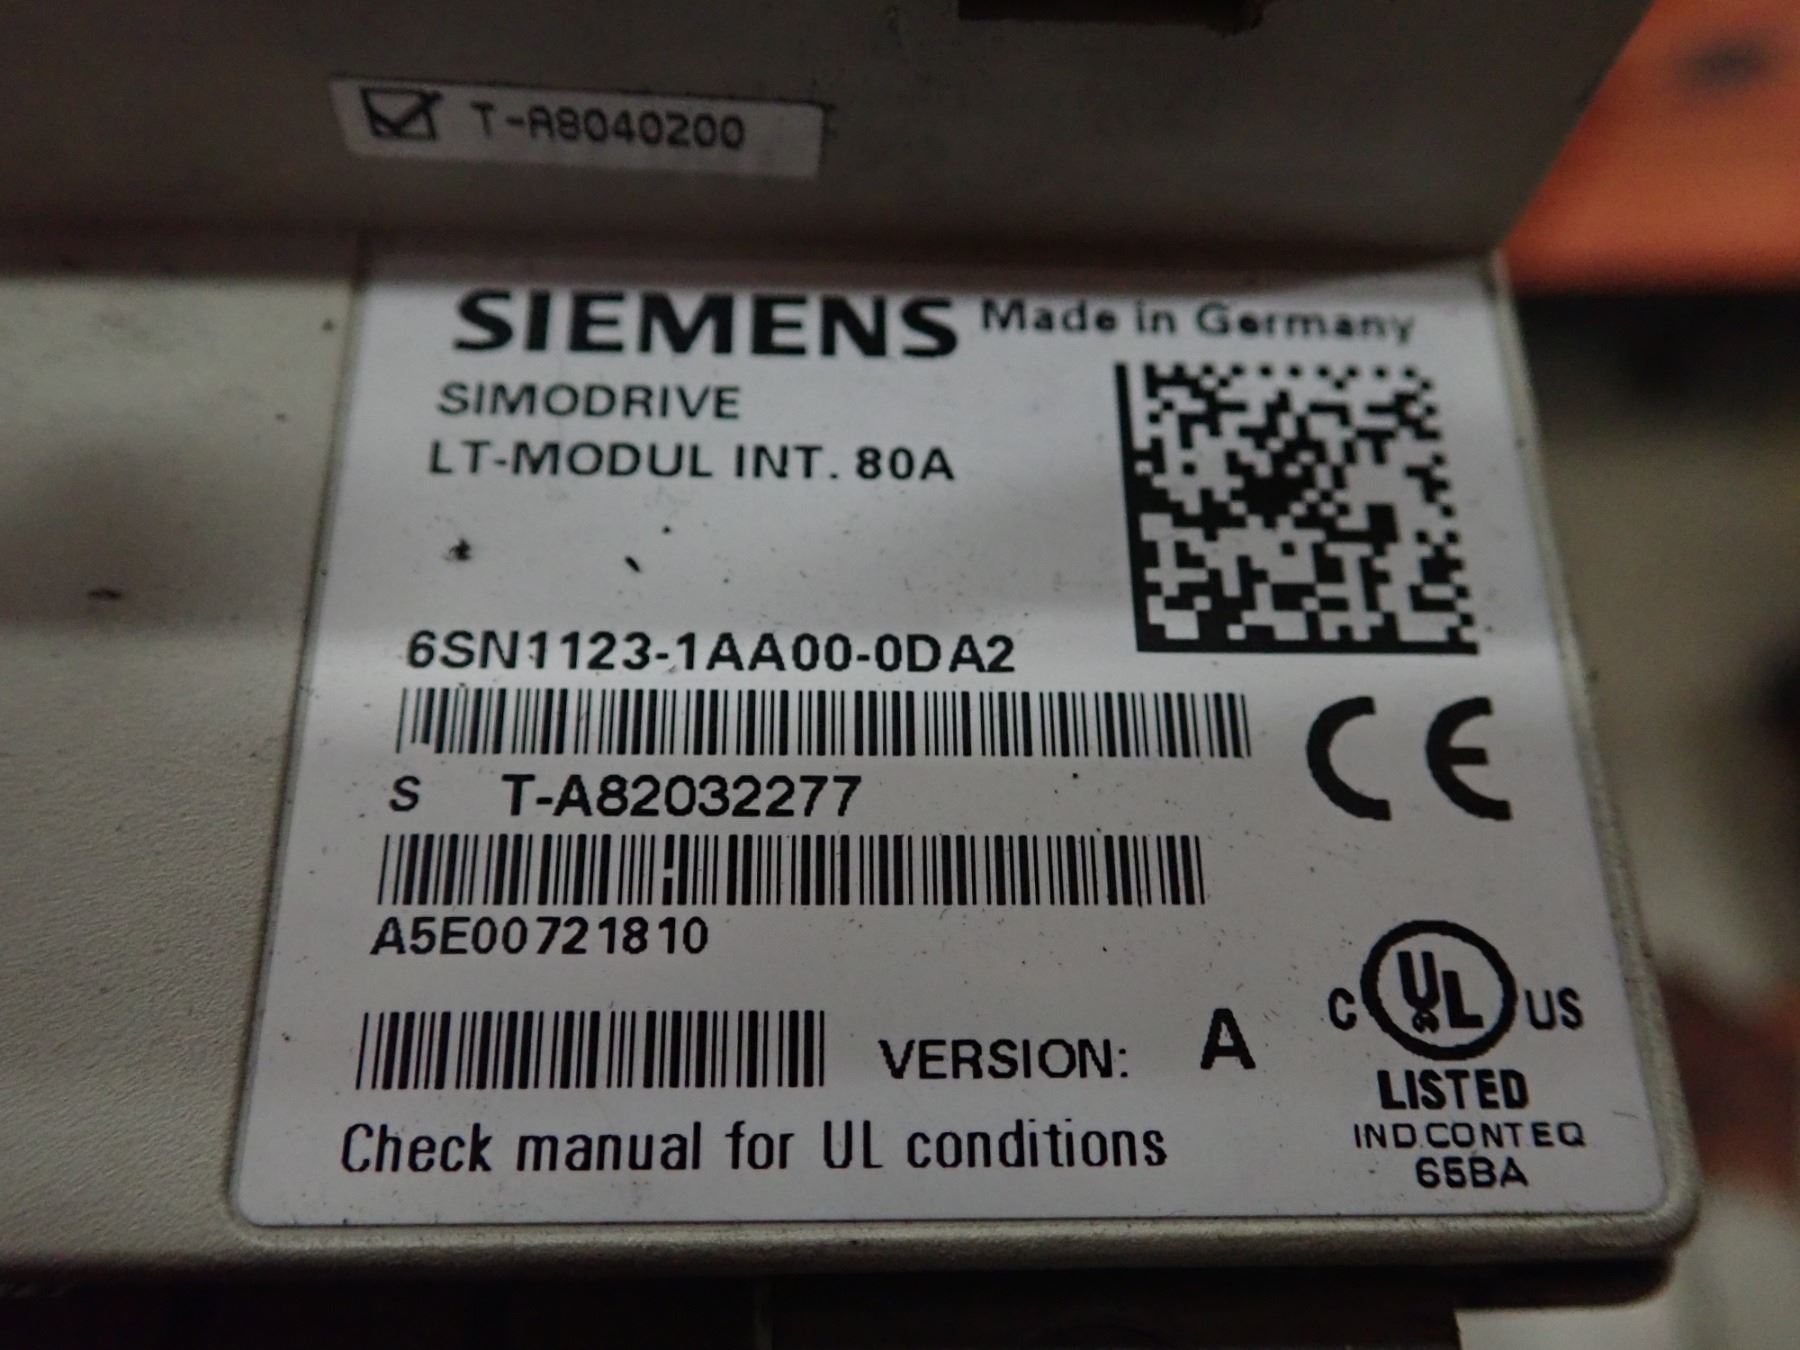 T-A8040200
SIEMENS Made in Germany
SIMODRIVE
LT-MODUL INT. 80A
6SN1123-1AA00-0DA2
S T-A82032277
A5E00721810
VERSION: A
Check manual for UL conditions
CE
C UL US
LISTED
IND.CONT EQ
65BA